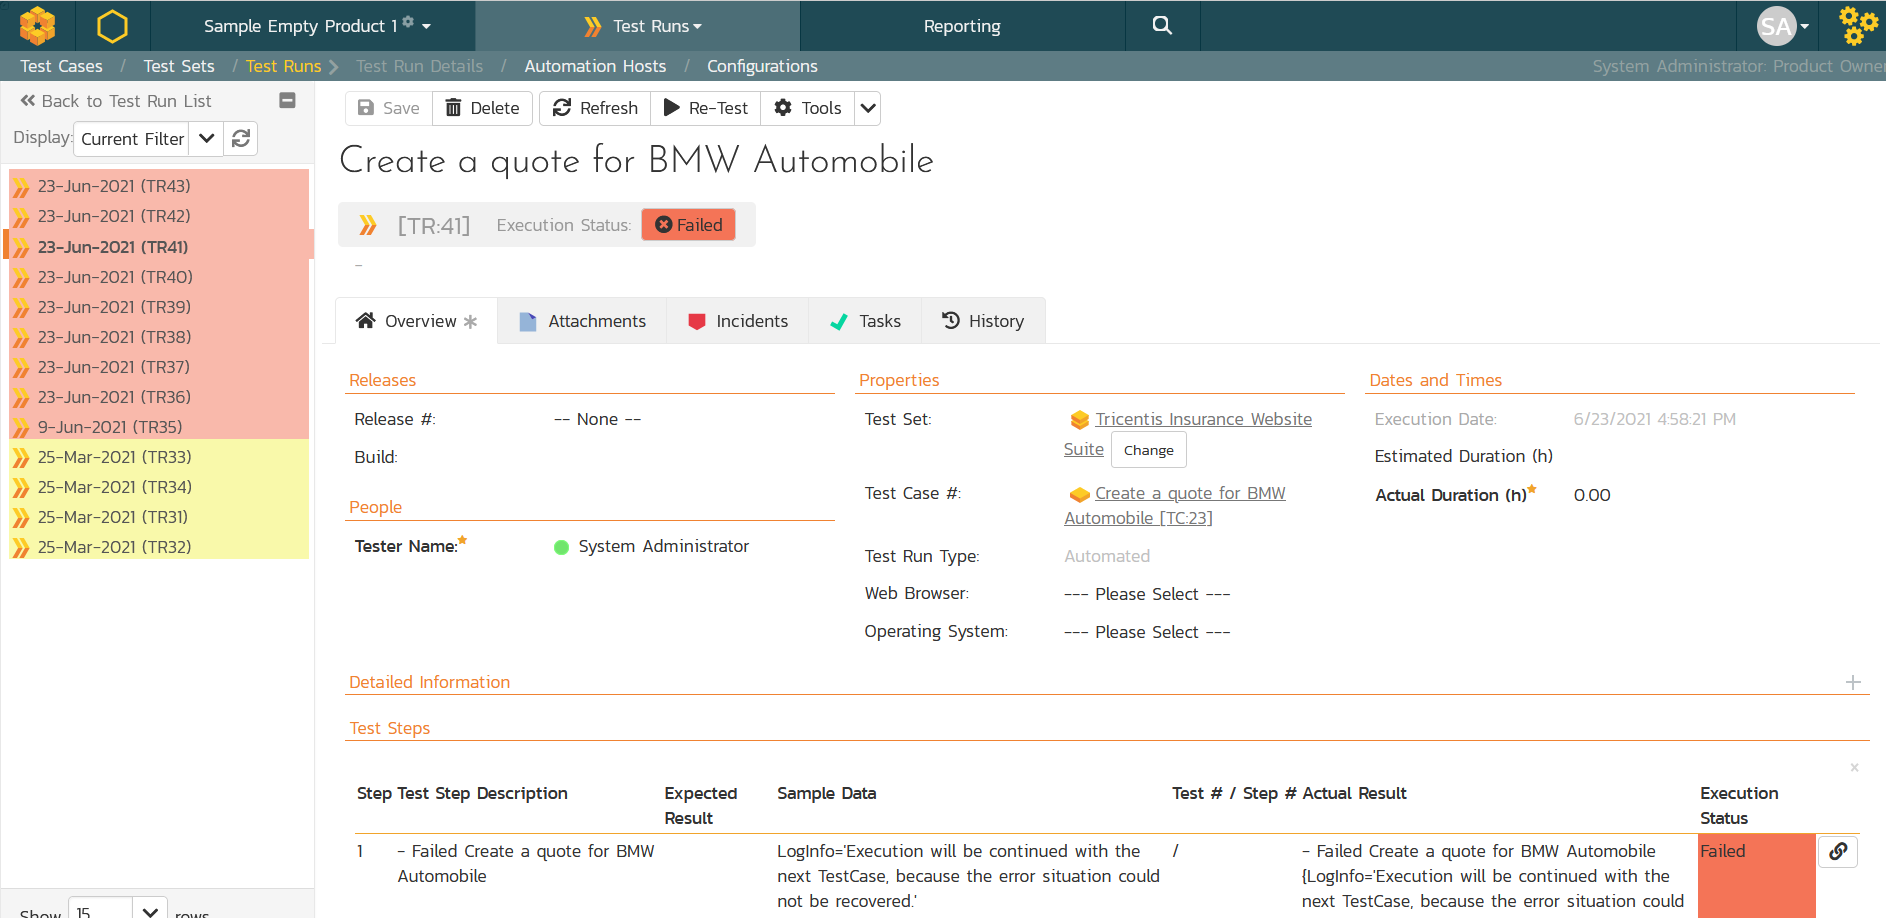 Sample Empty Product 1
Test Runs
Reporting
SA
Test Cases / Test Sets / Test Runs Test Run Details / Automation Hosts / Configurations
System Administrator: Product Owner
Back to Test Run List
Display: Current Filter
23-Jun-2021 (TR43)
23-Jun-2021 (TR42)
23-Jun-2021 (TR41)
23-Jun-2021 (TR40)
23-Jun-2021 (TR39)
23-Jun-2021 (TR38)
23-Jun-2021 (TR37)
23-Jun-2021 (TR36)
9-Jun-2021 (TR35)
25-Mar-2021 (TR33)
25-Mar-2021 (TR34)
25-Mar-2021 (TR31)
25-Mar-2021 (TR32)
Show 15 rows
Save Delete Refresh Re-Test Tools
Create a quote for BMW Automobile
[TR:41] Execution Status: Failed
-
Overview Attachments Incidents Tasks History
Releases
Release #: -- None --
Build:
People
Tester Name: System Administrator
Properties
Test Set: Tricentis Insurance Website
Suite Change
Test Case #: Create a quote for BMW
Automobile [TC:23]
Test Run Type: Automated
Web Browser: --- Please Select ---
Operating System: --- Please Select ---
Dates and Times
Execution Date: 6/23/2021 4:58:21 PM
Estimated Duration (h)
Actual Duration (h) 0.00
Detailed Information
Test Steps
Step Test Step Description Expected Sample Data Test # / Step # Actual Result Execution
Result Status
1 - Failed Create a quote for BMW LogInfo='Execution will be continued with the / - Failed Create a quote for BMW Automobile Failed
Automobile next TestCase, because the error situation could {LogInfo='Execution will be continued with the
not be recovered.' next TestCase, because the error situation could